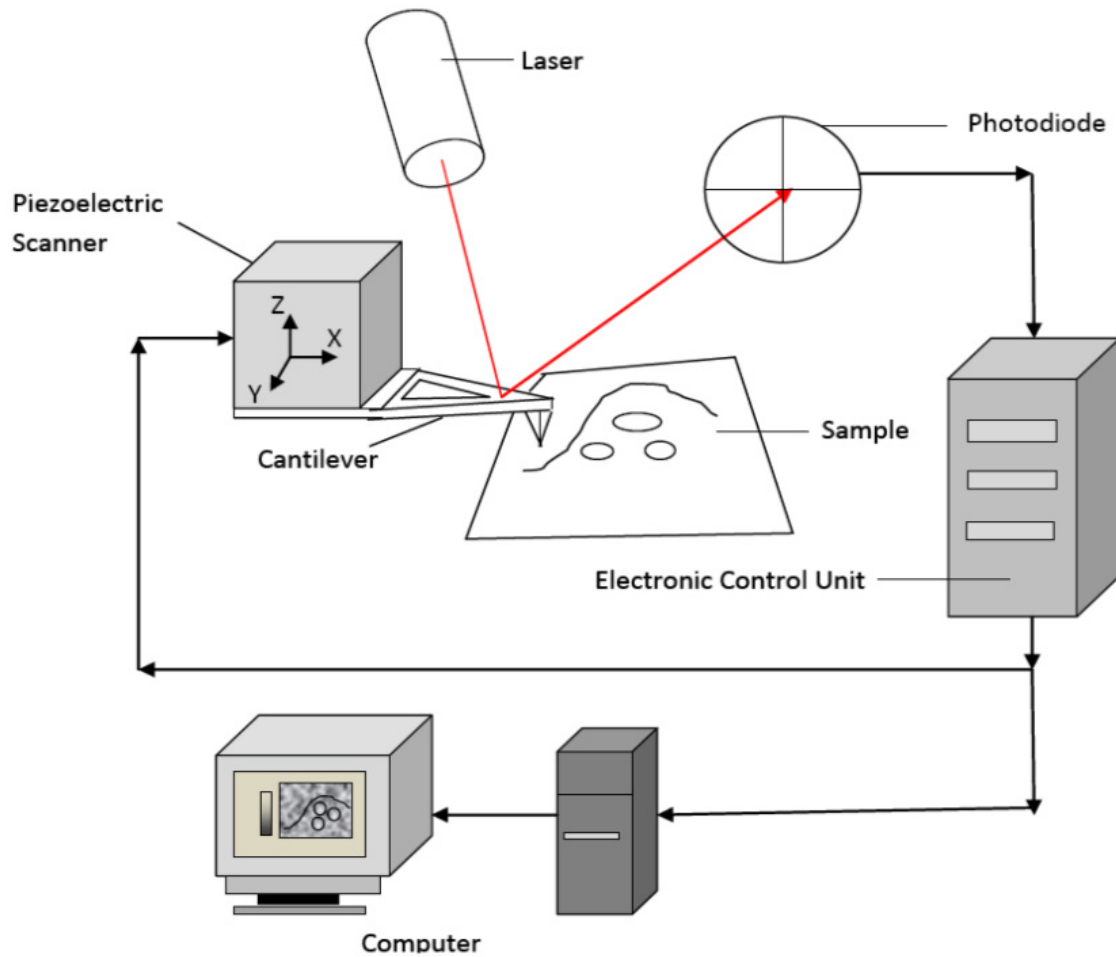 Laser
Photodiode
Piezoelectric
Scanner
Z
X
Y
Cantilever
Sample
Electronic Control Unit
Computer